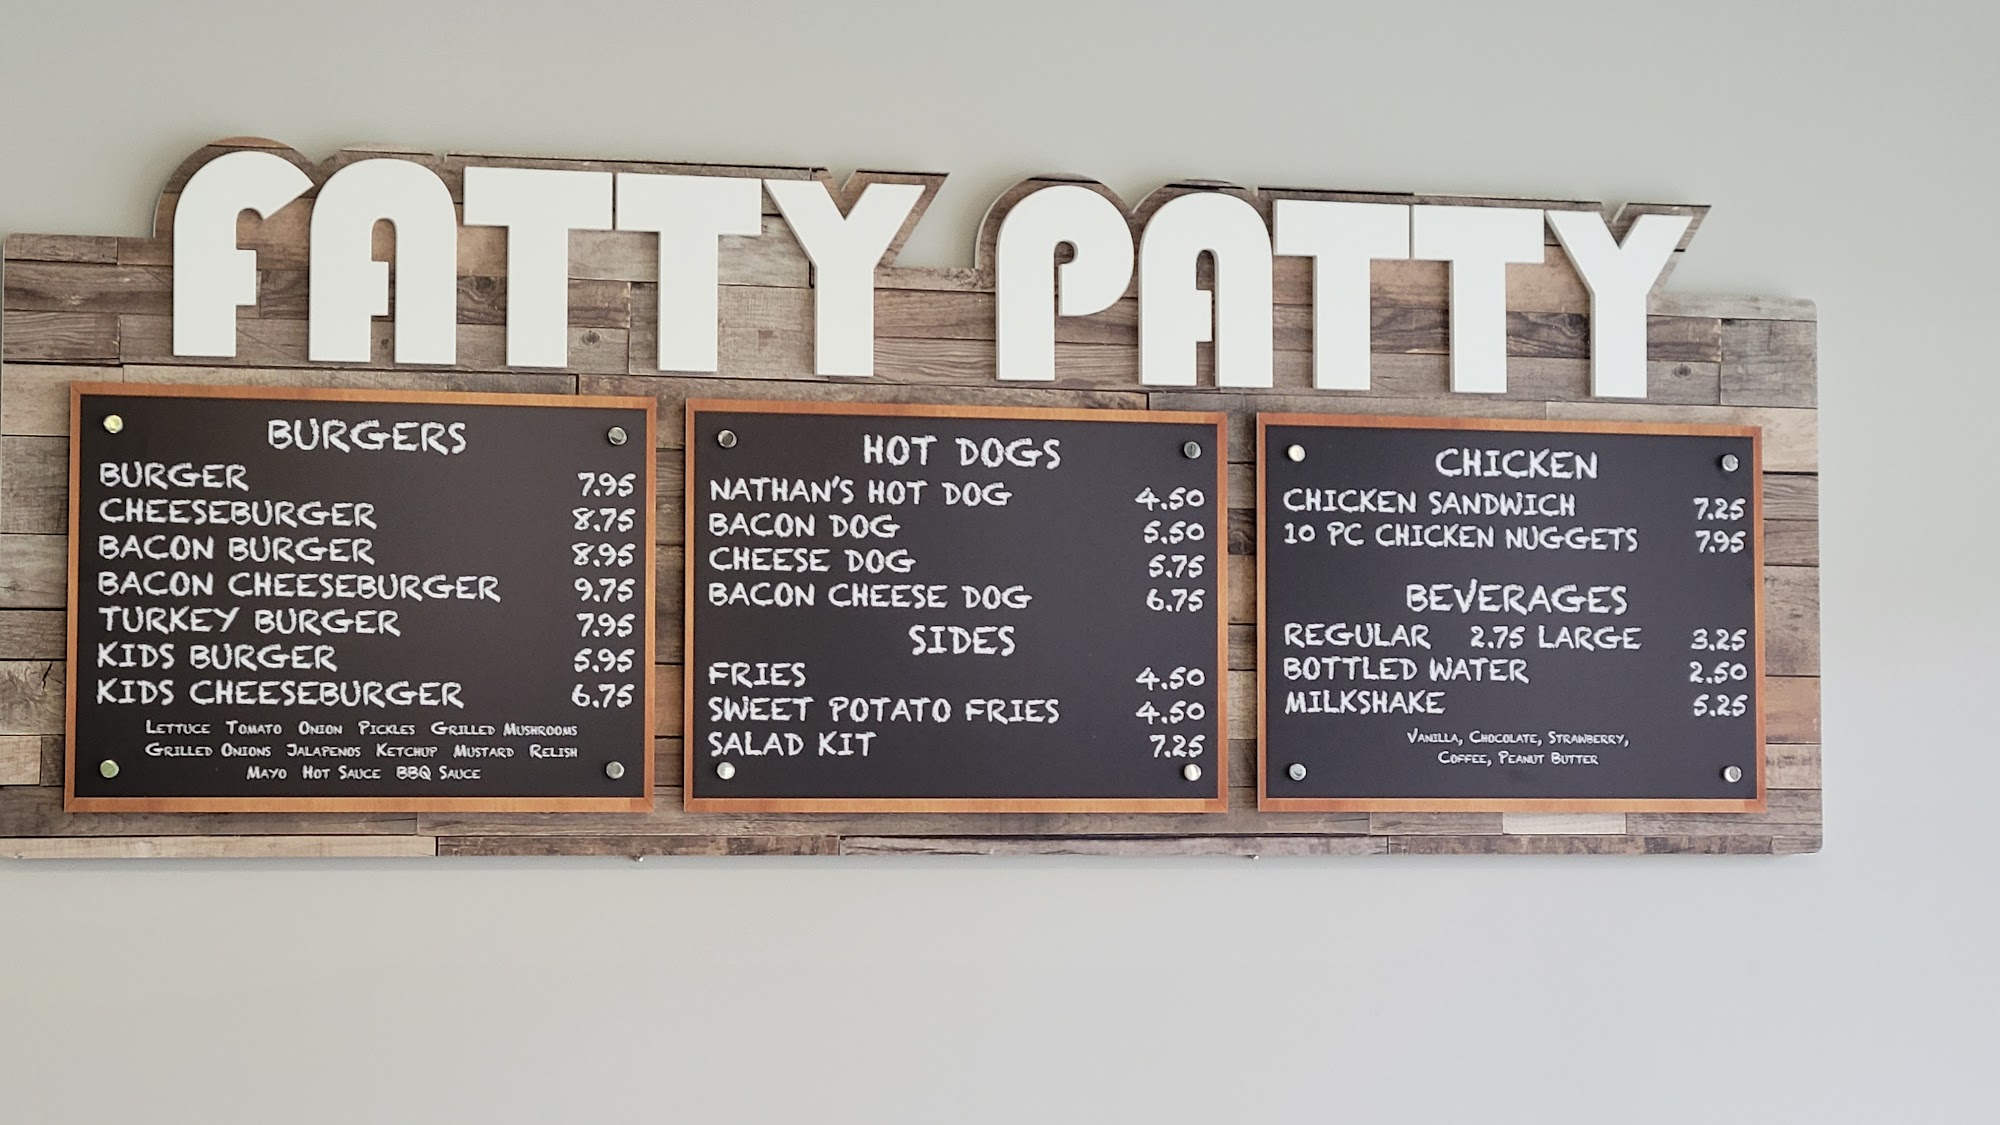 FATTY PATTY
BURGERS
BURGER 7.95
CHEESEBURGER 8.75
BACON BURGER 8.95
BACON CHEESEBURGER 9.75
TURKEY BURGER 7.95
KIDS BURGER 5.95
KIDS CHEESEBURGER 6.75
LETTUCE TOMATO ONION PICKLES GRILLED MUSHROOMS
GRILLED ONIONS JALAPENOS KETCHUP MUSTARD RELISH
MAYO HOT SAUCE BBQ SAUCE
HOT DOGS
NATHAN'S HOT DOG 4.50
BACON DOG 5.50
CHEESE DOG 5.75
BACON CHEESE DOG 6.75
SIDES
FRIES 4.50
SWEET POTATO FRIES 4.50
SALAD KIT 7.25
CHICKEN
CHICKEN SANDWICH 7.25
10 PC CHICKEN NUGGETS 7.95
BEVERAGES
REGULAR 2.75 LARGE 3.25
BOTTLED WATER 2.50
MILKSHAKE 5.25
VANILLA, CHOCOLATE, STRAWBERRY,
COFFEE, PEANUT BUTTER